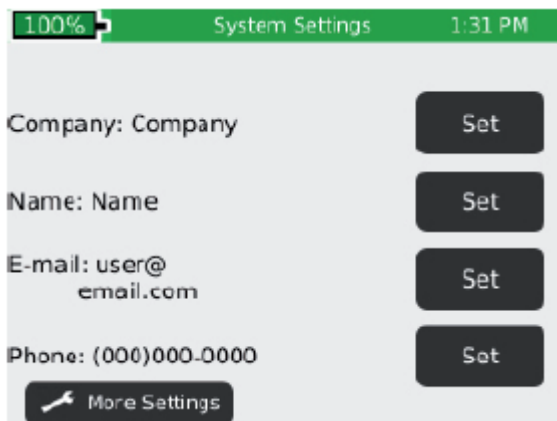 100% System Settings 1:31 PM
Company: Company Set
Name: Name Set
E-mail: user@
email.com Set
Phone: (000)000-0000 Set
More Settings